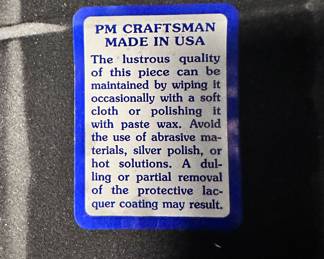 PM CRAFTSMAN
MADE IN USA
The lustrous quality
of this piece can be
maintained by wiping it
occasionally with a soft
cloth or polishing it
with paste wax. Avoid
the use of abrasive ma-
terials, silver polish, or
hot solutions. A dul-
ling or partial removal
of the protective lac-
quer coating may result.